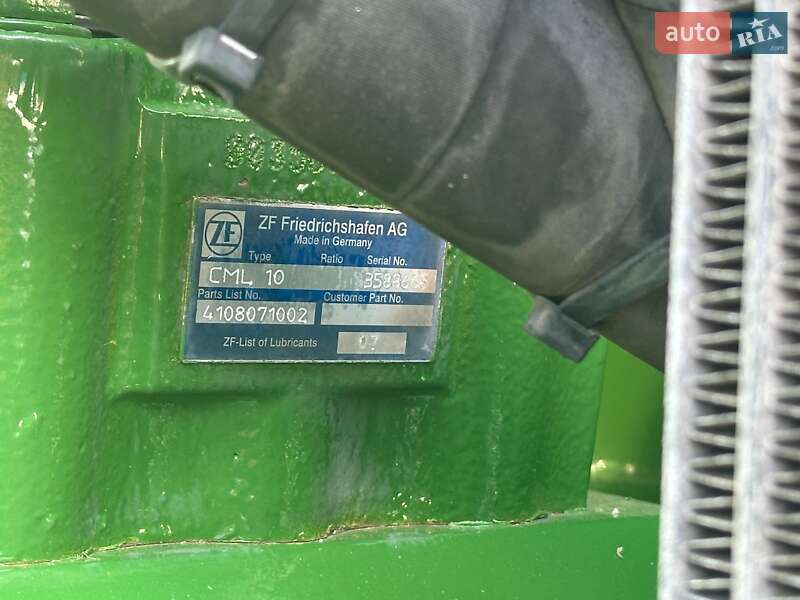 auto RIA
.com
ZF
ZF Friedrichshafen AG
Made in Germany
Type Ratio Serial No.
CML 10
Parts List No. Customer Part No.
4108071002
ZF-List of Lubricants 07